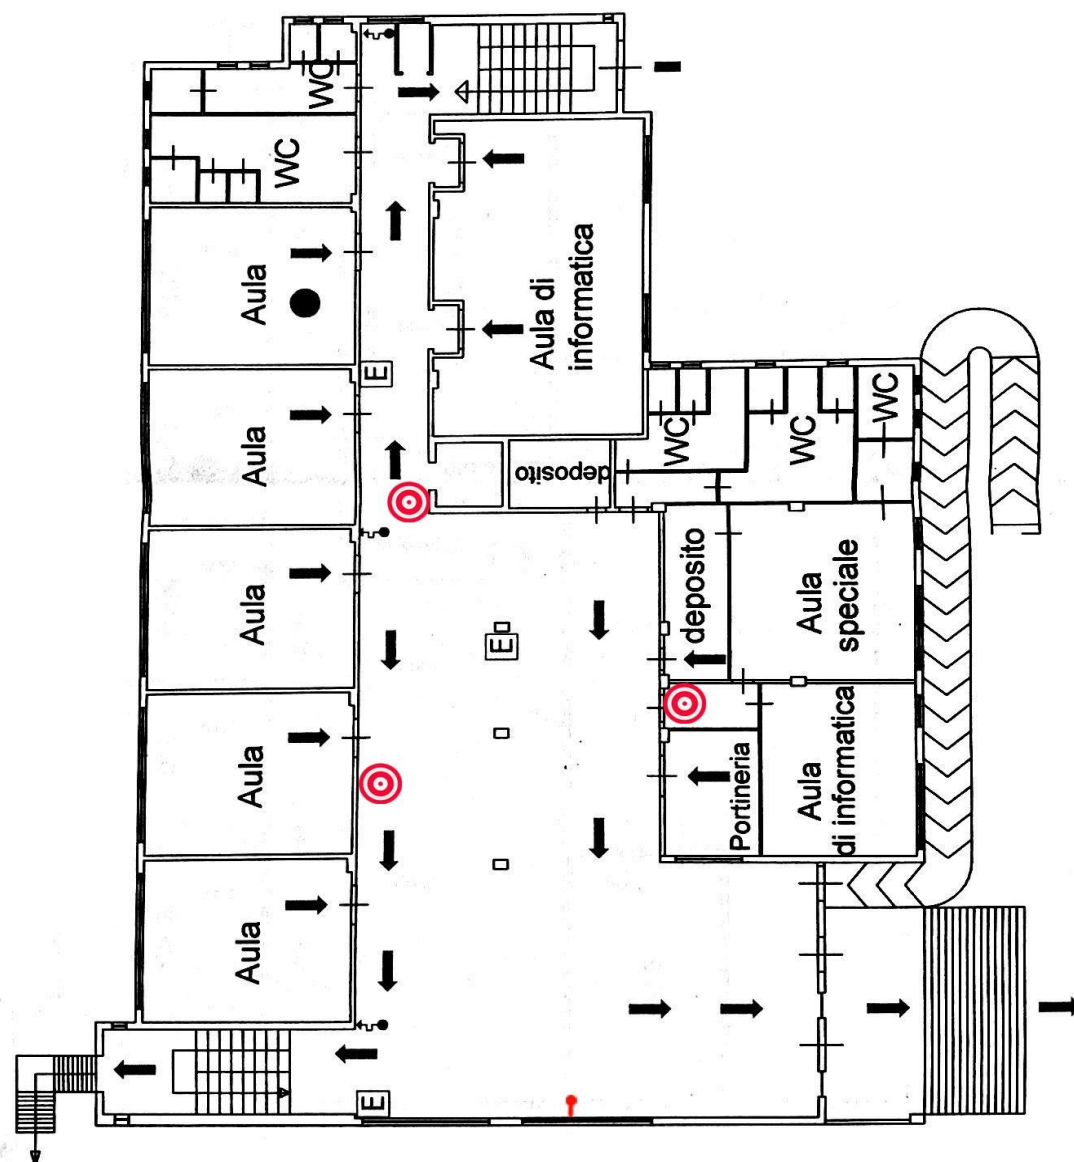 WC
WC
Aula
Aula
Aula
Aula
Aula
E
E
E
Aula di
informatica
deposito
WC
WC
WC
deposito
Aula
speciale
Portineria
Aula
di informatica